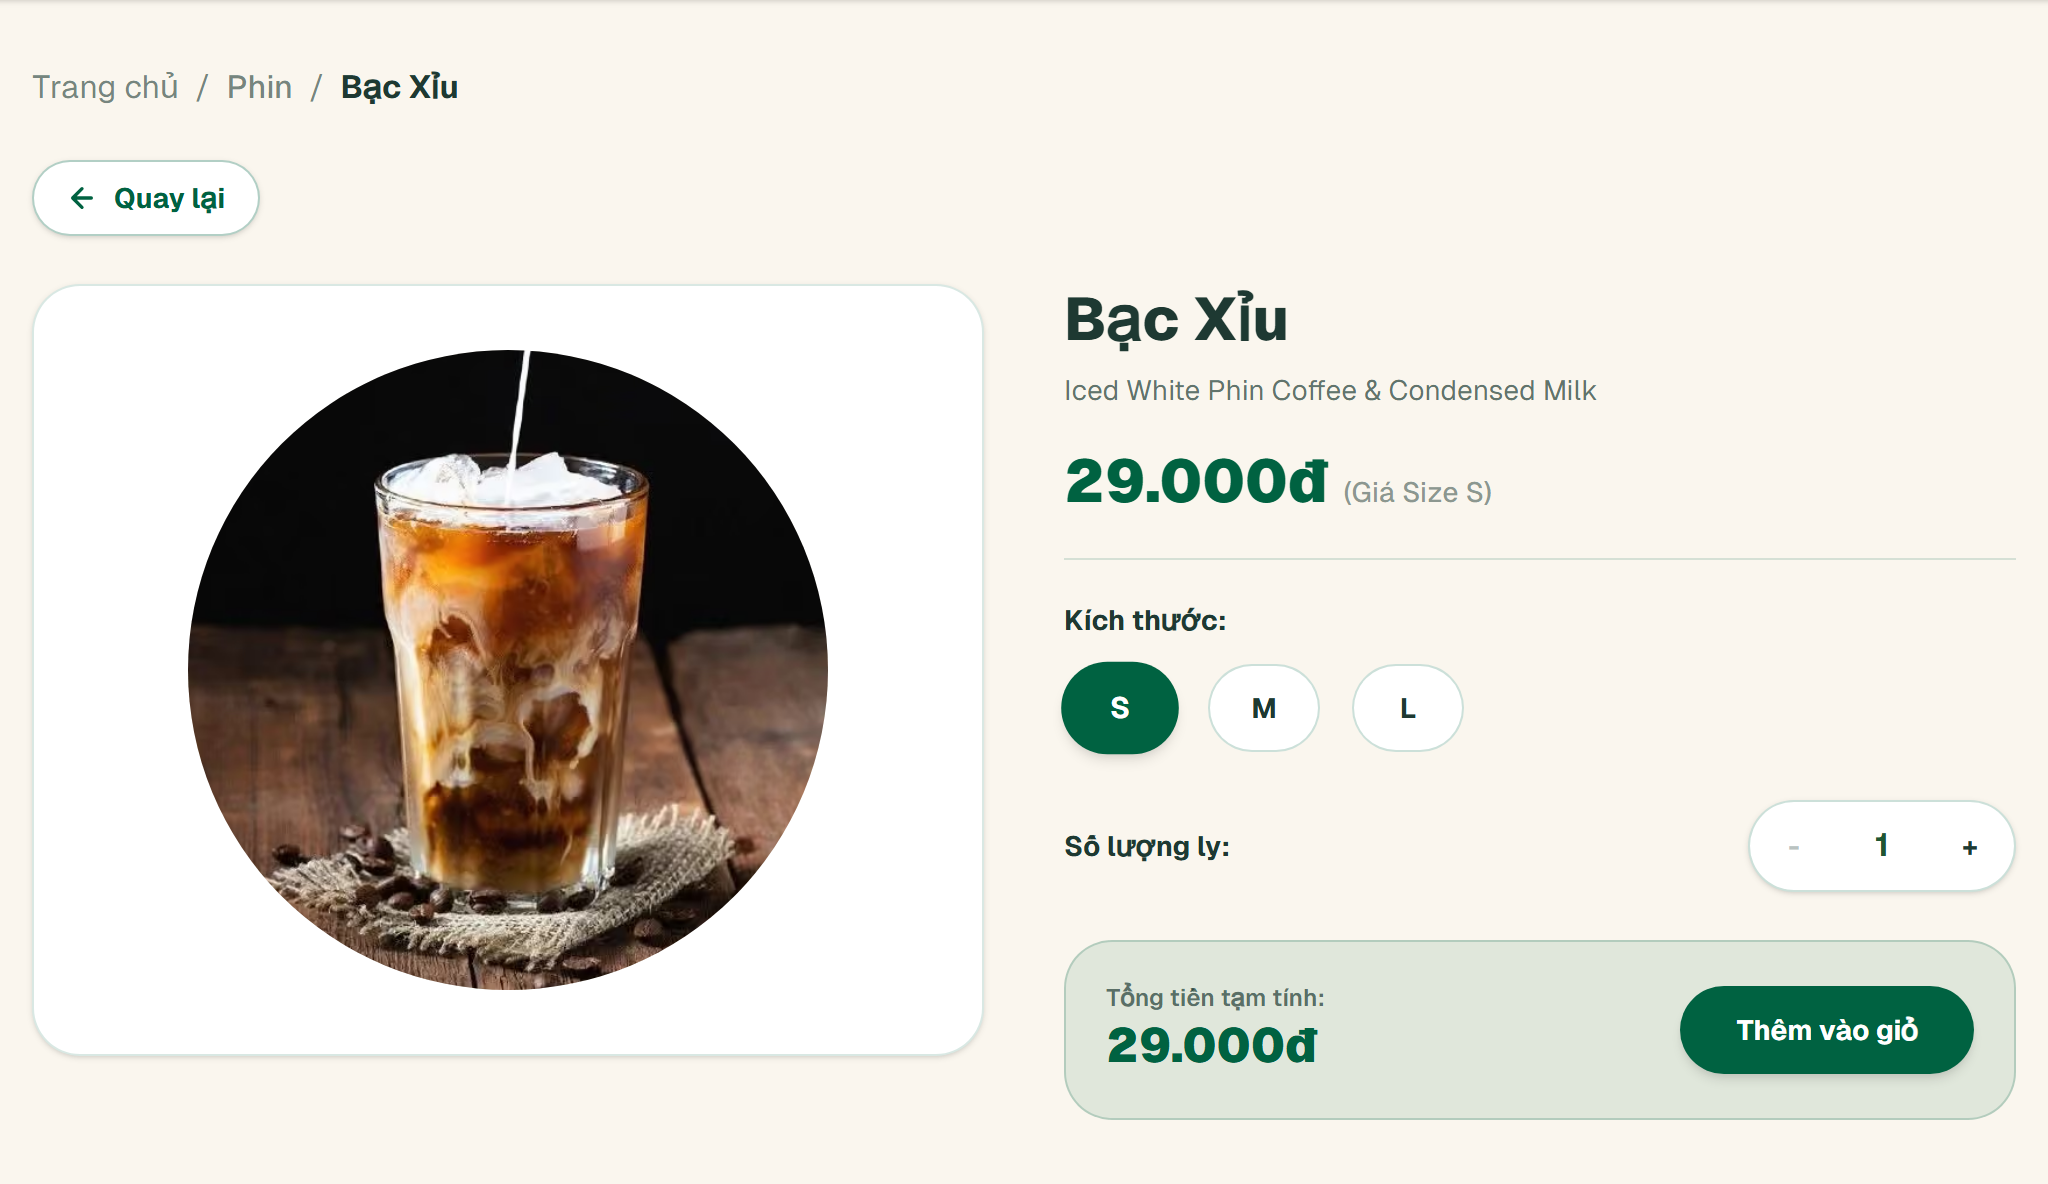 Trang chủ / Phin / Bạc Xỉu
← Quay lại
Bạc Xỉu
Iced White Phin Coffee & Condensed Milk
29.000đ (Giá Size S)
Kích thước:
S M L
Số lượng ly:
- 1 +
Tổng tiền tạm tính:
29.000đ
Thêm vào giỏ